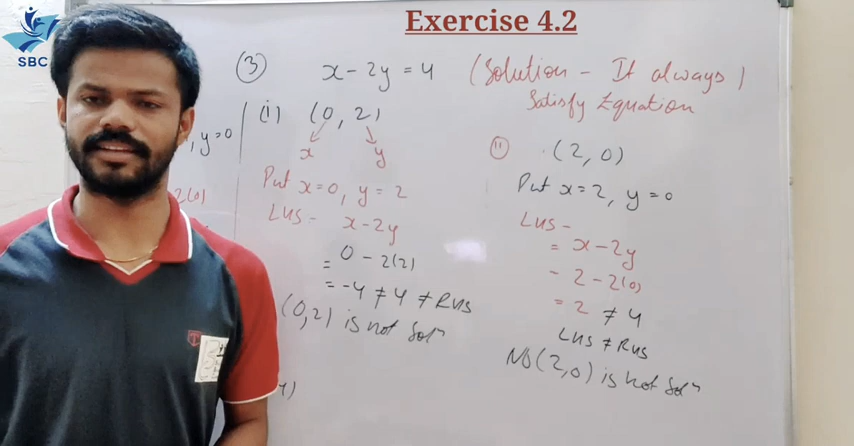 Exercise 4.2
SBC
③ x-2y=4 (Solution - It always)
Satisfy Equation
, y=0
2(0)
(i) (0, 2)
x y
Put x=0, y=2
LHS- x-2y
= 0-2(2)
= -4 ≠ 4 ≠ RHS
(0,2) is not Solⁿ
(ii) (2, 0)
Put x=2, y=0
LHS-
= x-2y
- 2-2(0)
= 2 ≠ 4
LHS ≠ RHS
No (2,0) is not Solⁿ